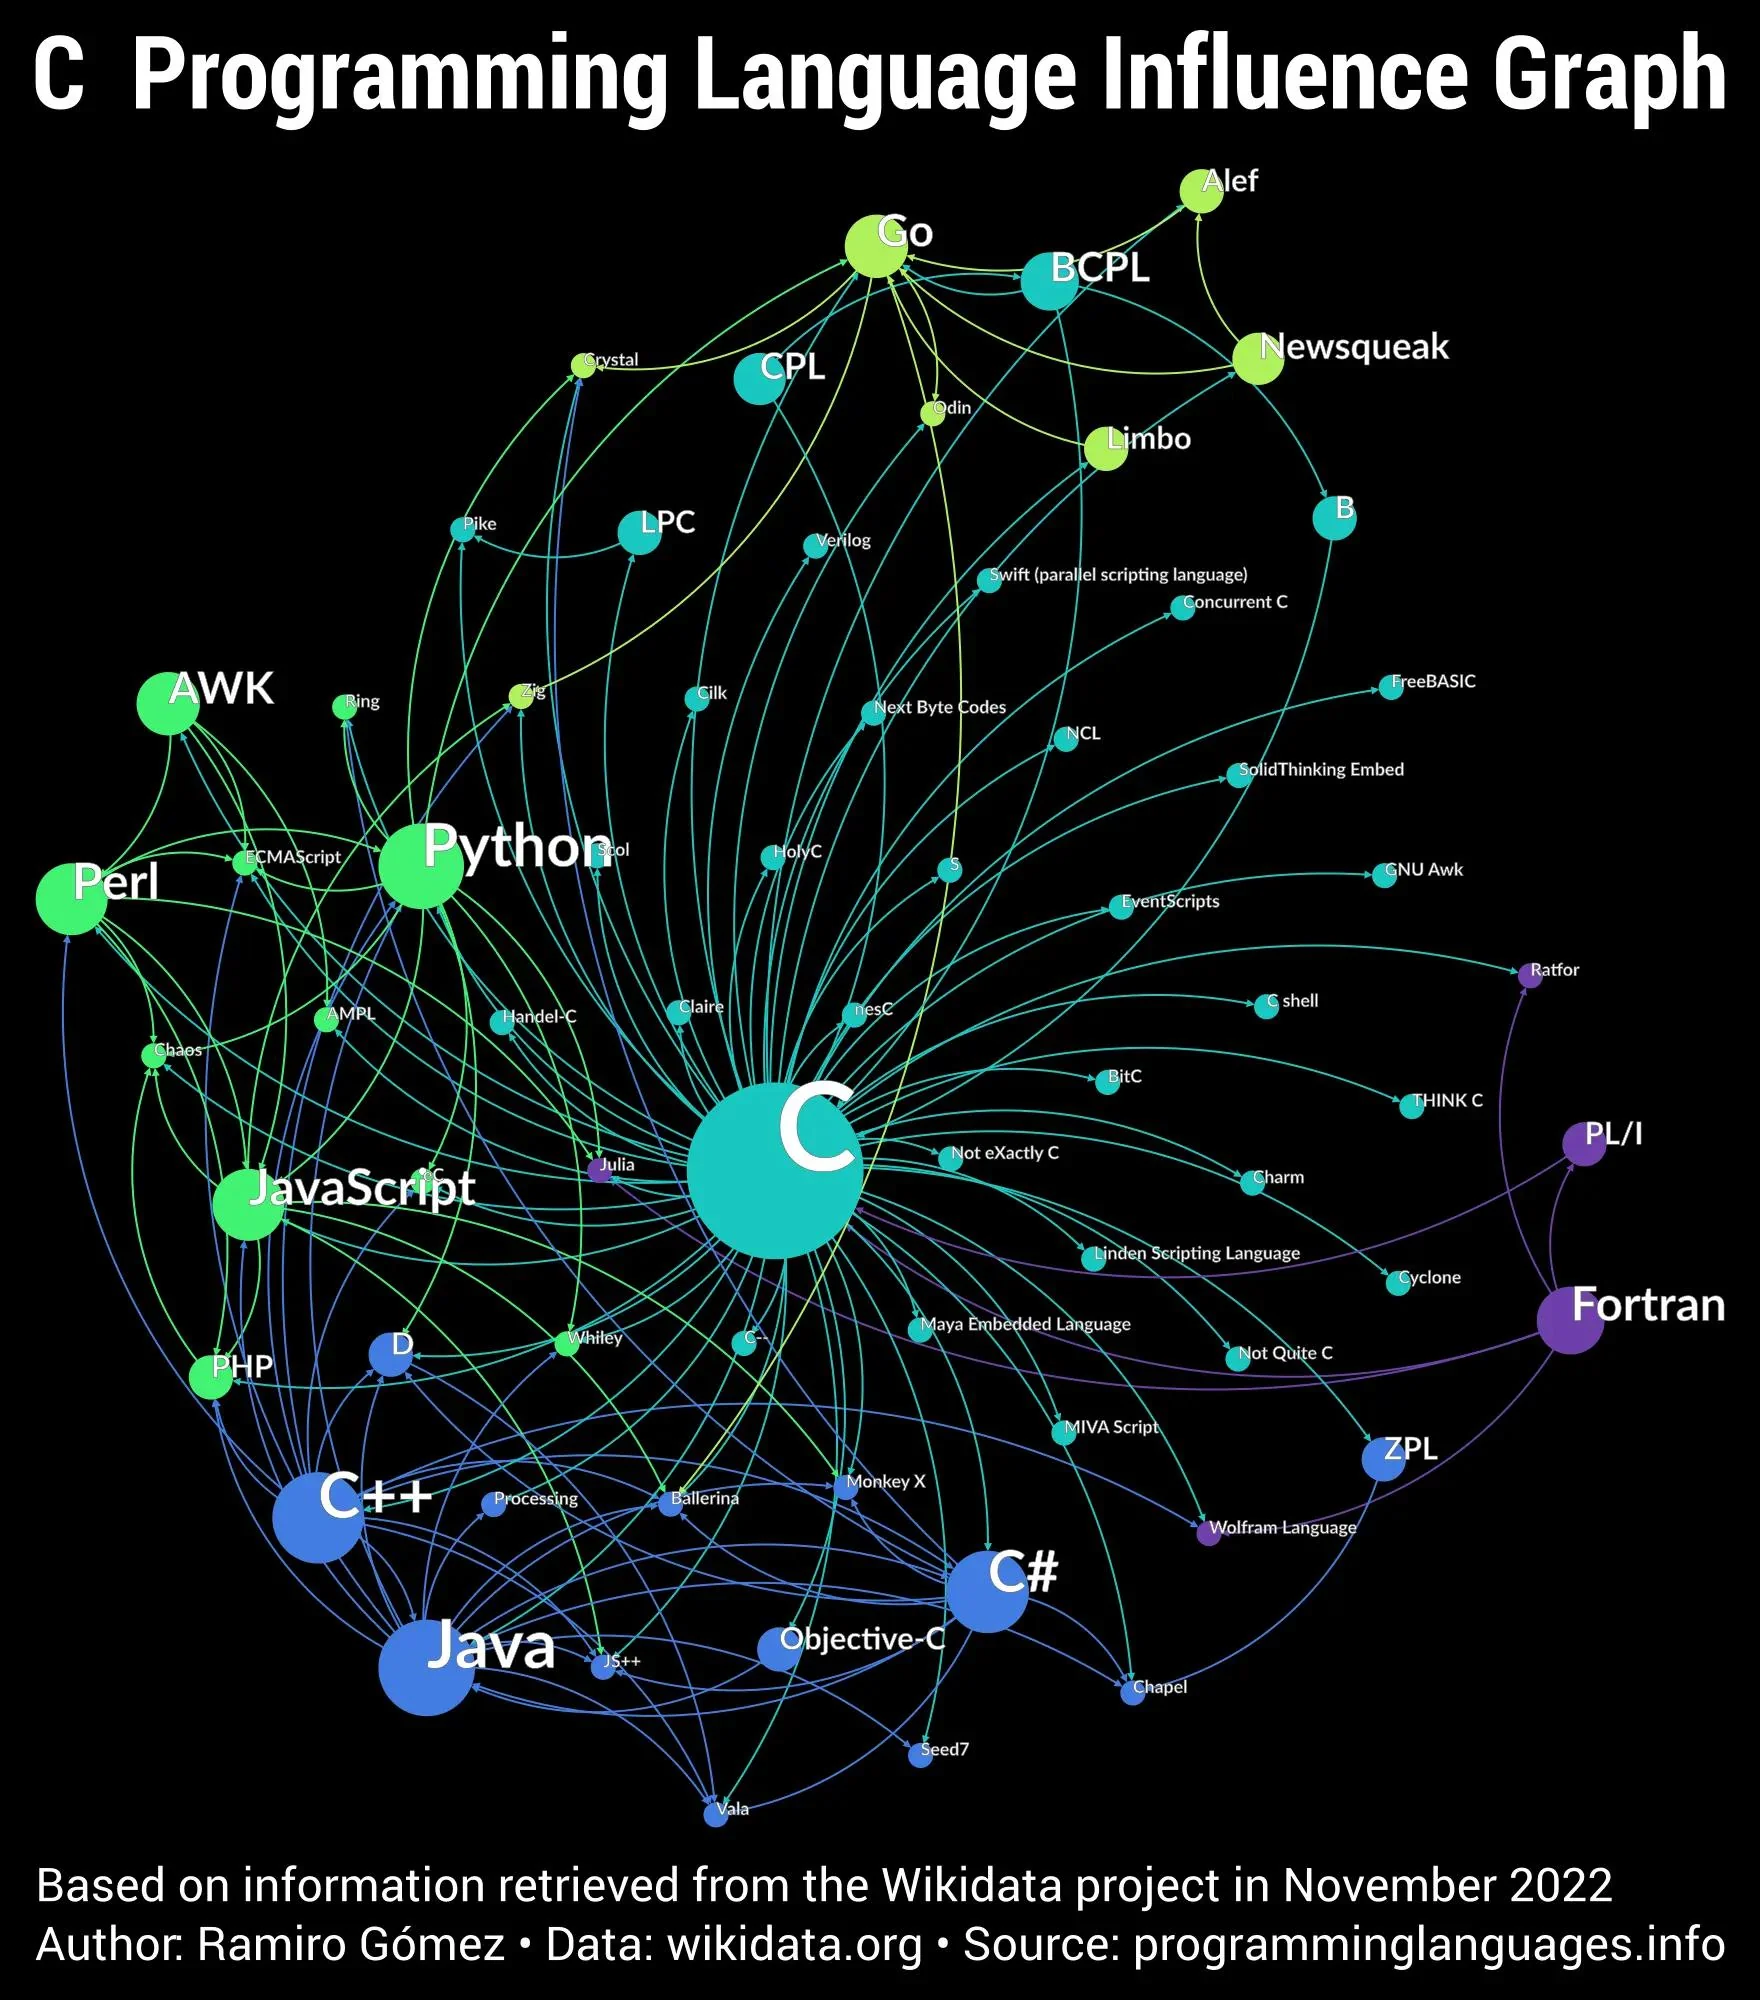 C Programming Language Influence Graph
Alef
Go
BCPL
Newsqueak
Crystal
CPL
Odin
Limbo
B
Pike
LPC
Verilog
Swift (parallel scripting language)
Concurrent C
AWK
Ring
Zig
Cilk
Next Byte Codes
FreeBASIC
NCL
SolidThinking Embed
Python
Scol
HolyC
S
GNU Awk
ECMAScript
Perl
EventScripts
Ratfor
AMPL
Handel-C
Claire
nesC
C shell
Chaos
BitC
THINK C
C
PL/I
Julia
Not eXactly C
Charm
JavaScript
eC
Linden Scripting Language
Cyclone
Fortran
PHP
D
Whiley
C--
Maya Embedded Language
Not Quite C
MIVA Script
ZPL
C++
Processing
Ballerina
Monkey X
Wolfram Language
C#
Java
JS++
Objective-C
Chapel
Seed7
Vala
Based on information retrieved from the Wikidata project in November 2022
Author: Ramiro Gómez • Data: wikidata.org • Source: programminglanguages.info